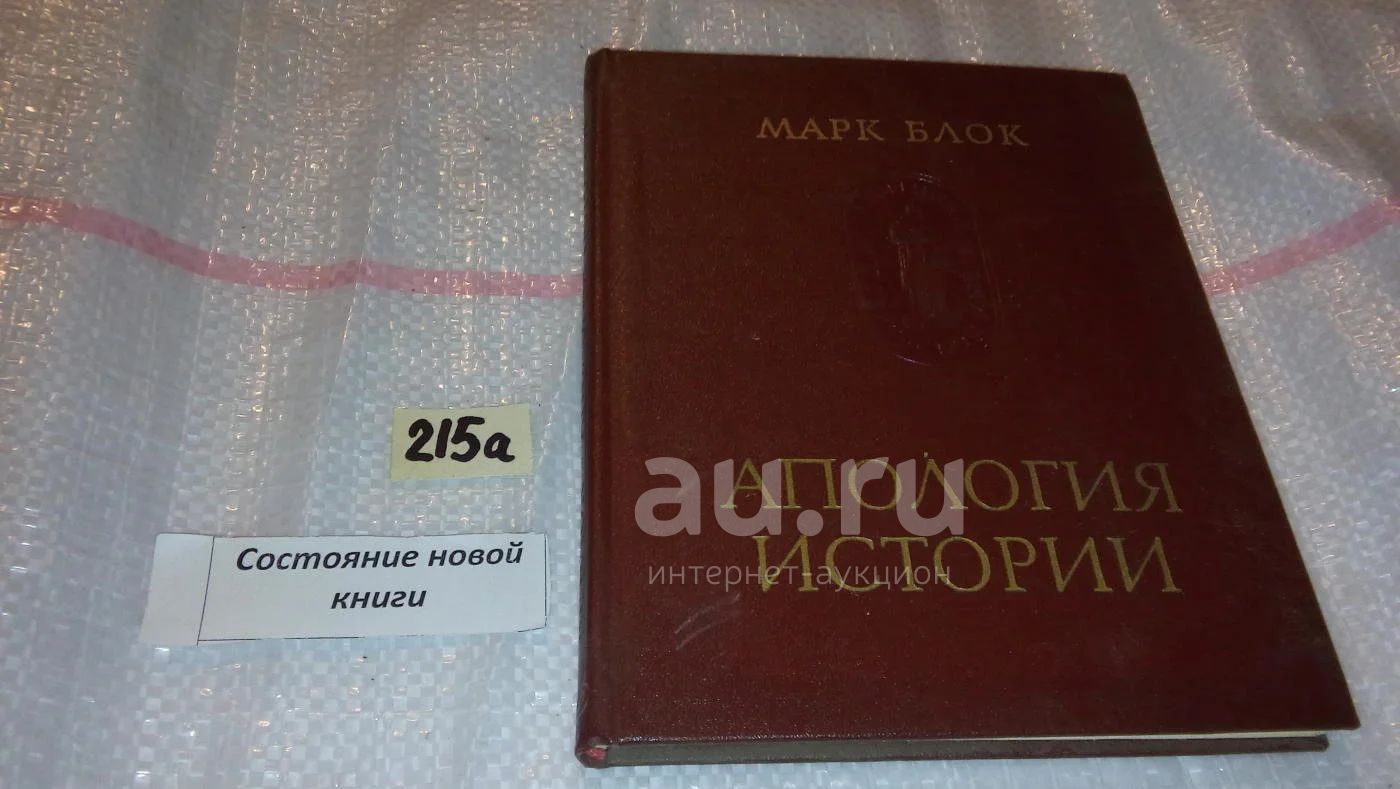 МАРК БЛОК
АПОЛОГИЯ
ИСТОРИИ
215а
Состояние новой
книги
au.ru
интернет-аукцион